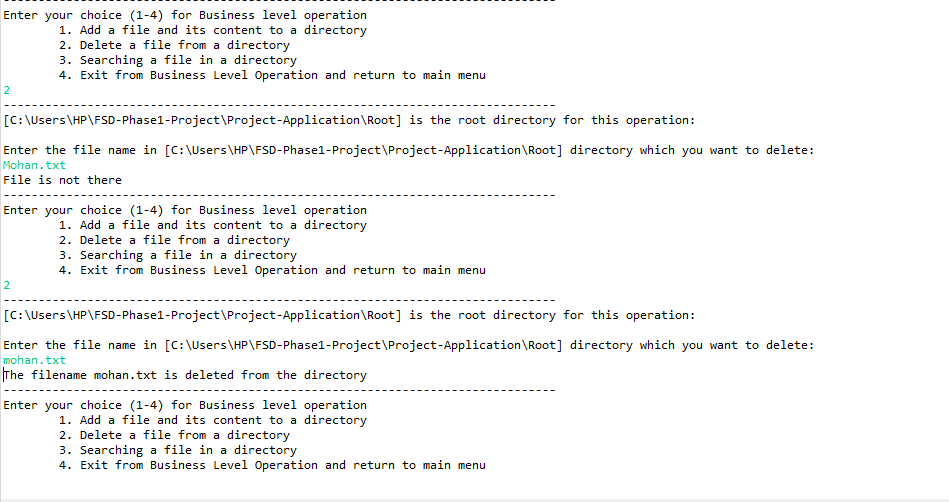 -------------------------------------------------------------------------------
Enter your choice (1-4) for Business level operation
1. Add a file and its content to a directory
2. Delete a file from a directory
3. Searching a file in a directory
4. Exit from Business Level Operation and return to main menu
2
-------------------------------------------------------------------------------
[C:\Users\HP\FSD-Phase1-Project\Project-Application\Root] is the root directory for this operation:
Enter the file name in [C:\Users\HP\FSD-Phase1-Project\Project-Application\Root] directory which you want to delete:
Mohan.txt
File is not there
-------------------------------------------------------------------------------
Enter your choice (1-4) for Business level operation
1. Add a file and its content to a directory
2. Delete a file from a directory
3. Searching a file in a directory
4. Exit from Business Level Operation and return to main menu
2
-------------------------------------------------------------------------------
[C:\Users\HP\FSD-Phase1-Project\Project-Application\Root] is the root directory for this operation:
Enter the file name in [C:\Users\HP\FSD-Phase1-Project\Project-Application\Root] directory which you want to delete:
mohan.txt
The filename mohan.txt is deleted from the directory
-------------------------------------------------------------------------------
Enter your choice (1-4) for Business level operation
1. Add a file and its content to a directory
2. Delete a file from a directory
3. Searching a file in a directory
4. Exit from Business Level Operation and return to main menu